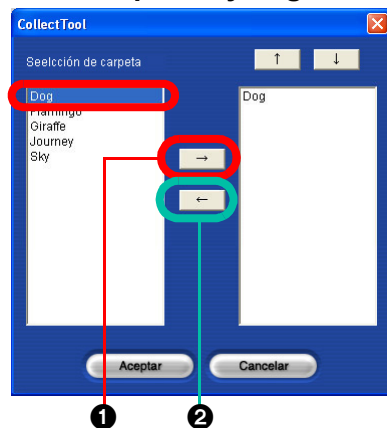 CollectTool
Seelcción de carpeta ↑ ↓
Dog
Flamingo
Giraffe
Journey
Sky
→
←
Dog
Aceptar Cancelar
❶ ❷